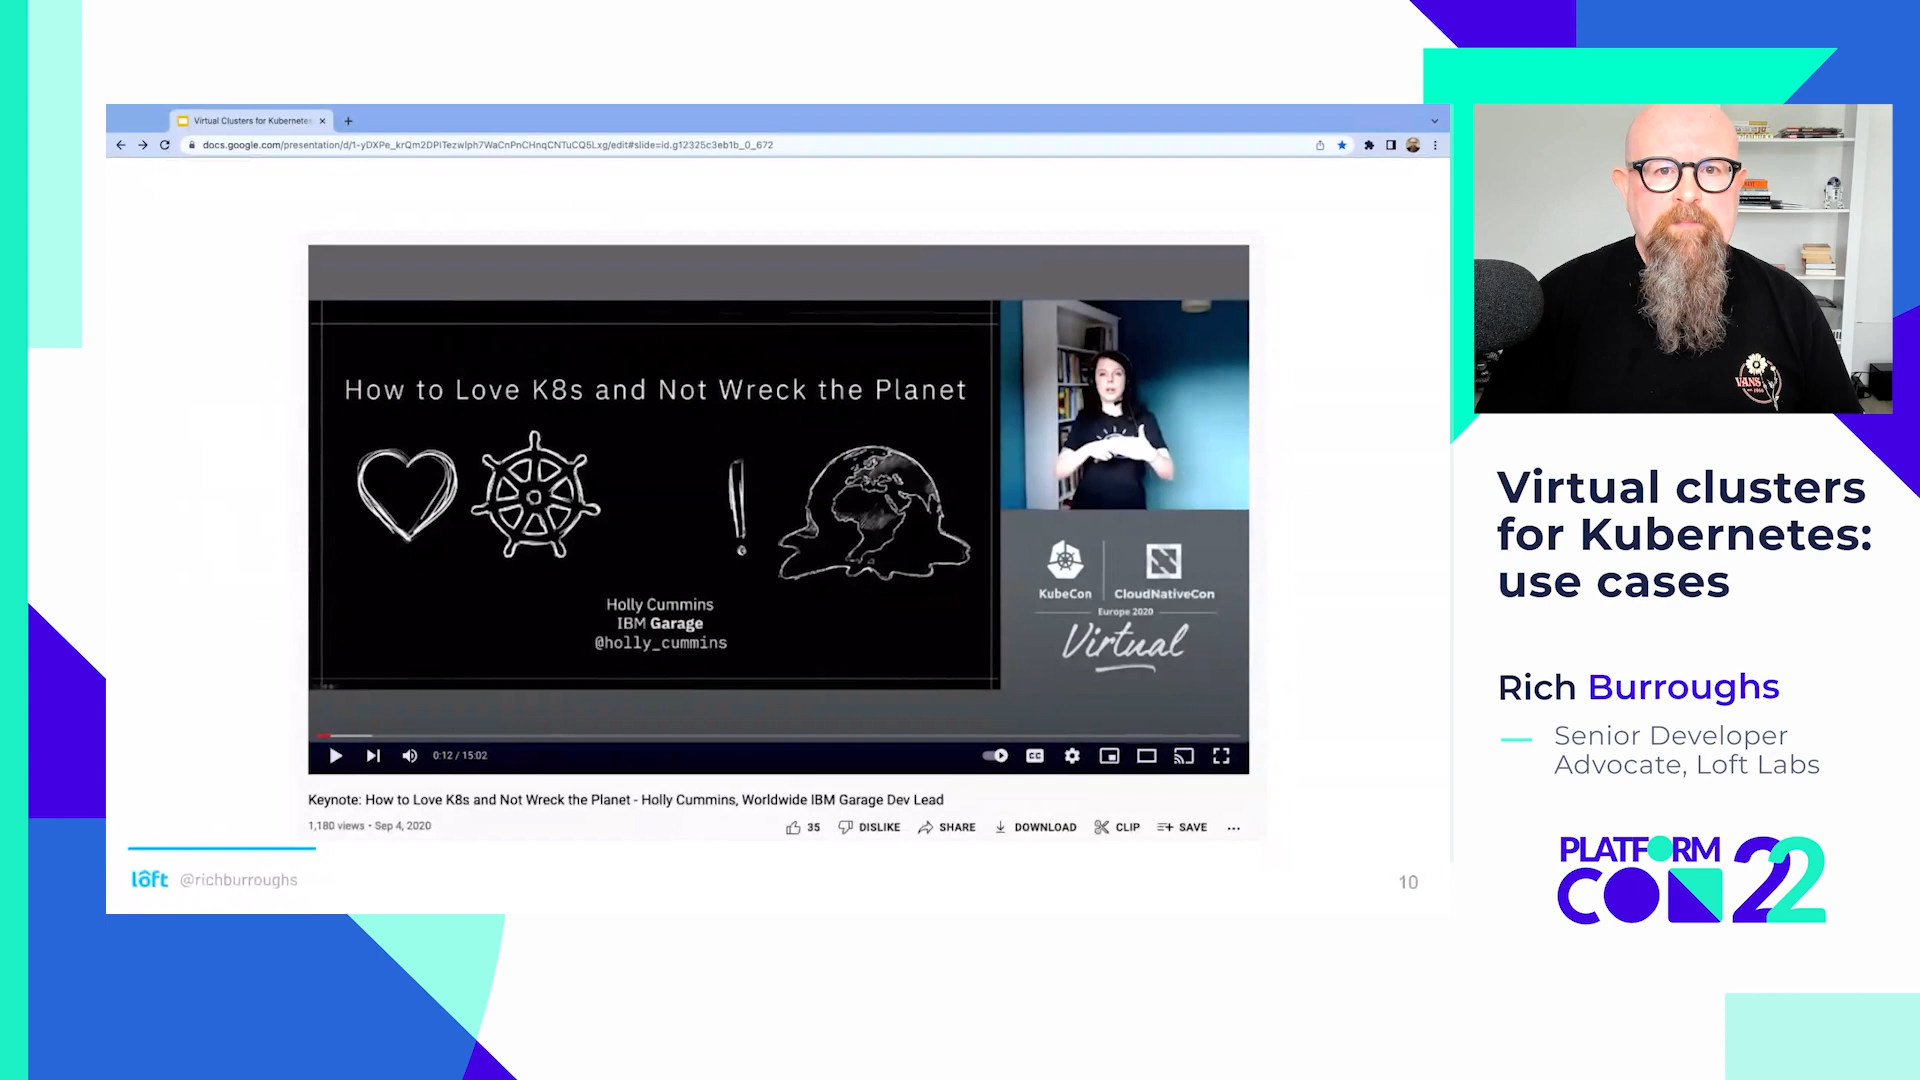 Virtual Clusters for Kubernetes
docs.google.com/presentation/d/1-yDXPe_krQm2DPiTezwlph7WaCnPnCHnqCNTuCQ5Lxg/edit#slide=id.g12325c3eb1b_0_672
How to Love K8s and Not Wreck the Planet
Holly Cummins
IBM Garage
@holly_cummins
KubeCon
CloudNativeCon
Europe 2020
Virtual
0:12 / 15:02
CC
Keynote: How to Love K8s and Not Wreck the Planet - Holly Cummins, Worldwide IBM Garage Dev Lead
1,180 views • Sep 4, 2020
35
DISLIKE
SHARE
DOWNLOAD
CLIP
SAVE
lôft
@richburroughs
10
VANS
Virtual clusters
for Kubernetes:
use cases
Rich Burroughs
Senior Developer
Advocate, Loft Labs
PLATFORM
CON 22